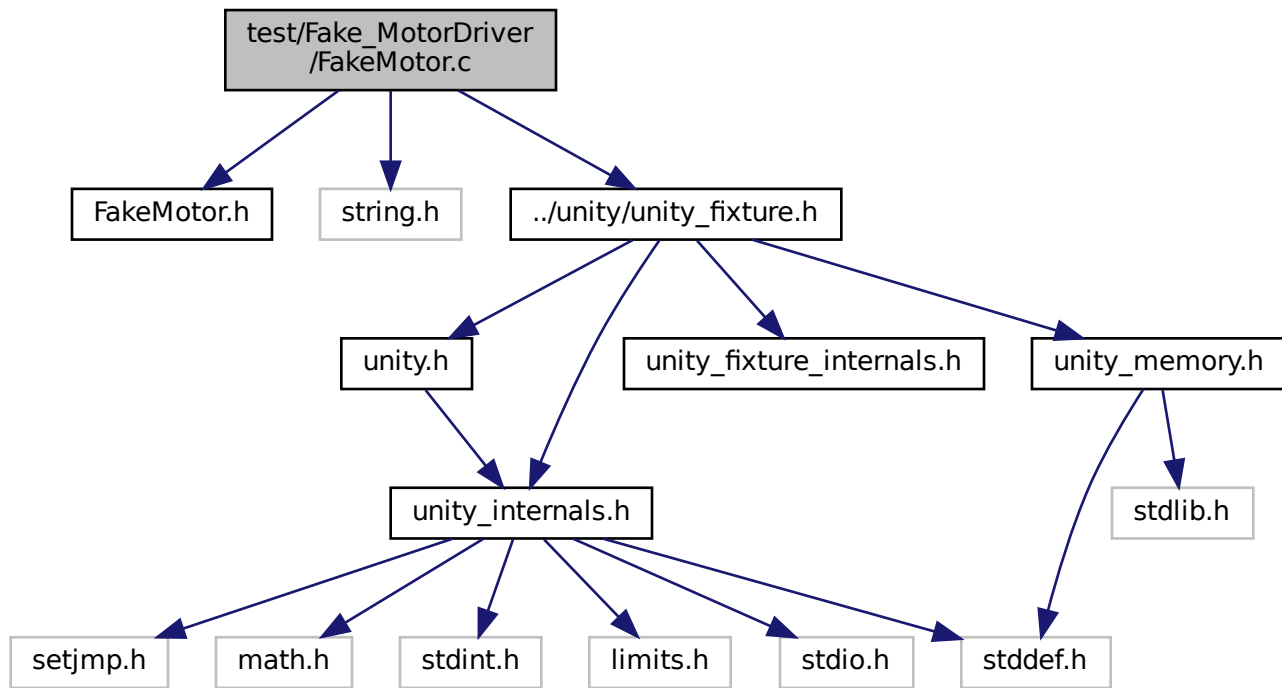 test/Fake_MotorDriver
/FakeMotor.c
FakeMotor.h
string.h
../unity/unity_fixture.h
unity.h
unity_fixture_internals.h
unity_memory.h
unity_internals.h
stdlib.h
setjmp.h
math.h
stdint.h
limits.h
stdio.h
stddef.h